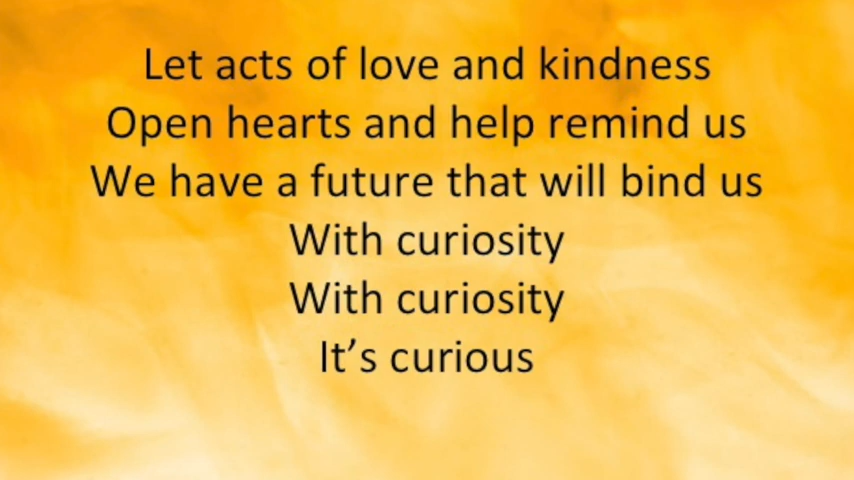 Let acts of love and kindness
Open hearts and help remind us
We have a future that will bind us
With curiosity
With curiosity
It’s curious